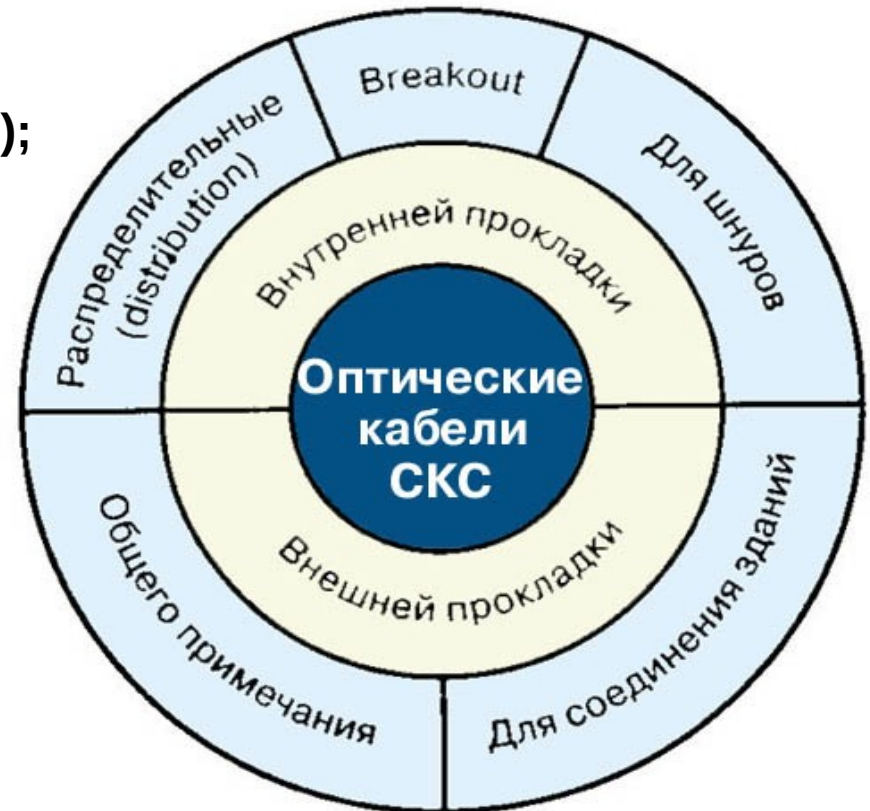 );
Breakout
Распределительные
(distribution)
Для шнуров
Внутренней прокладки
Оптические
кабели
СКС
Внешней прокладки
Общего примечания
Для соединения зданий